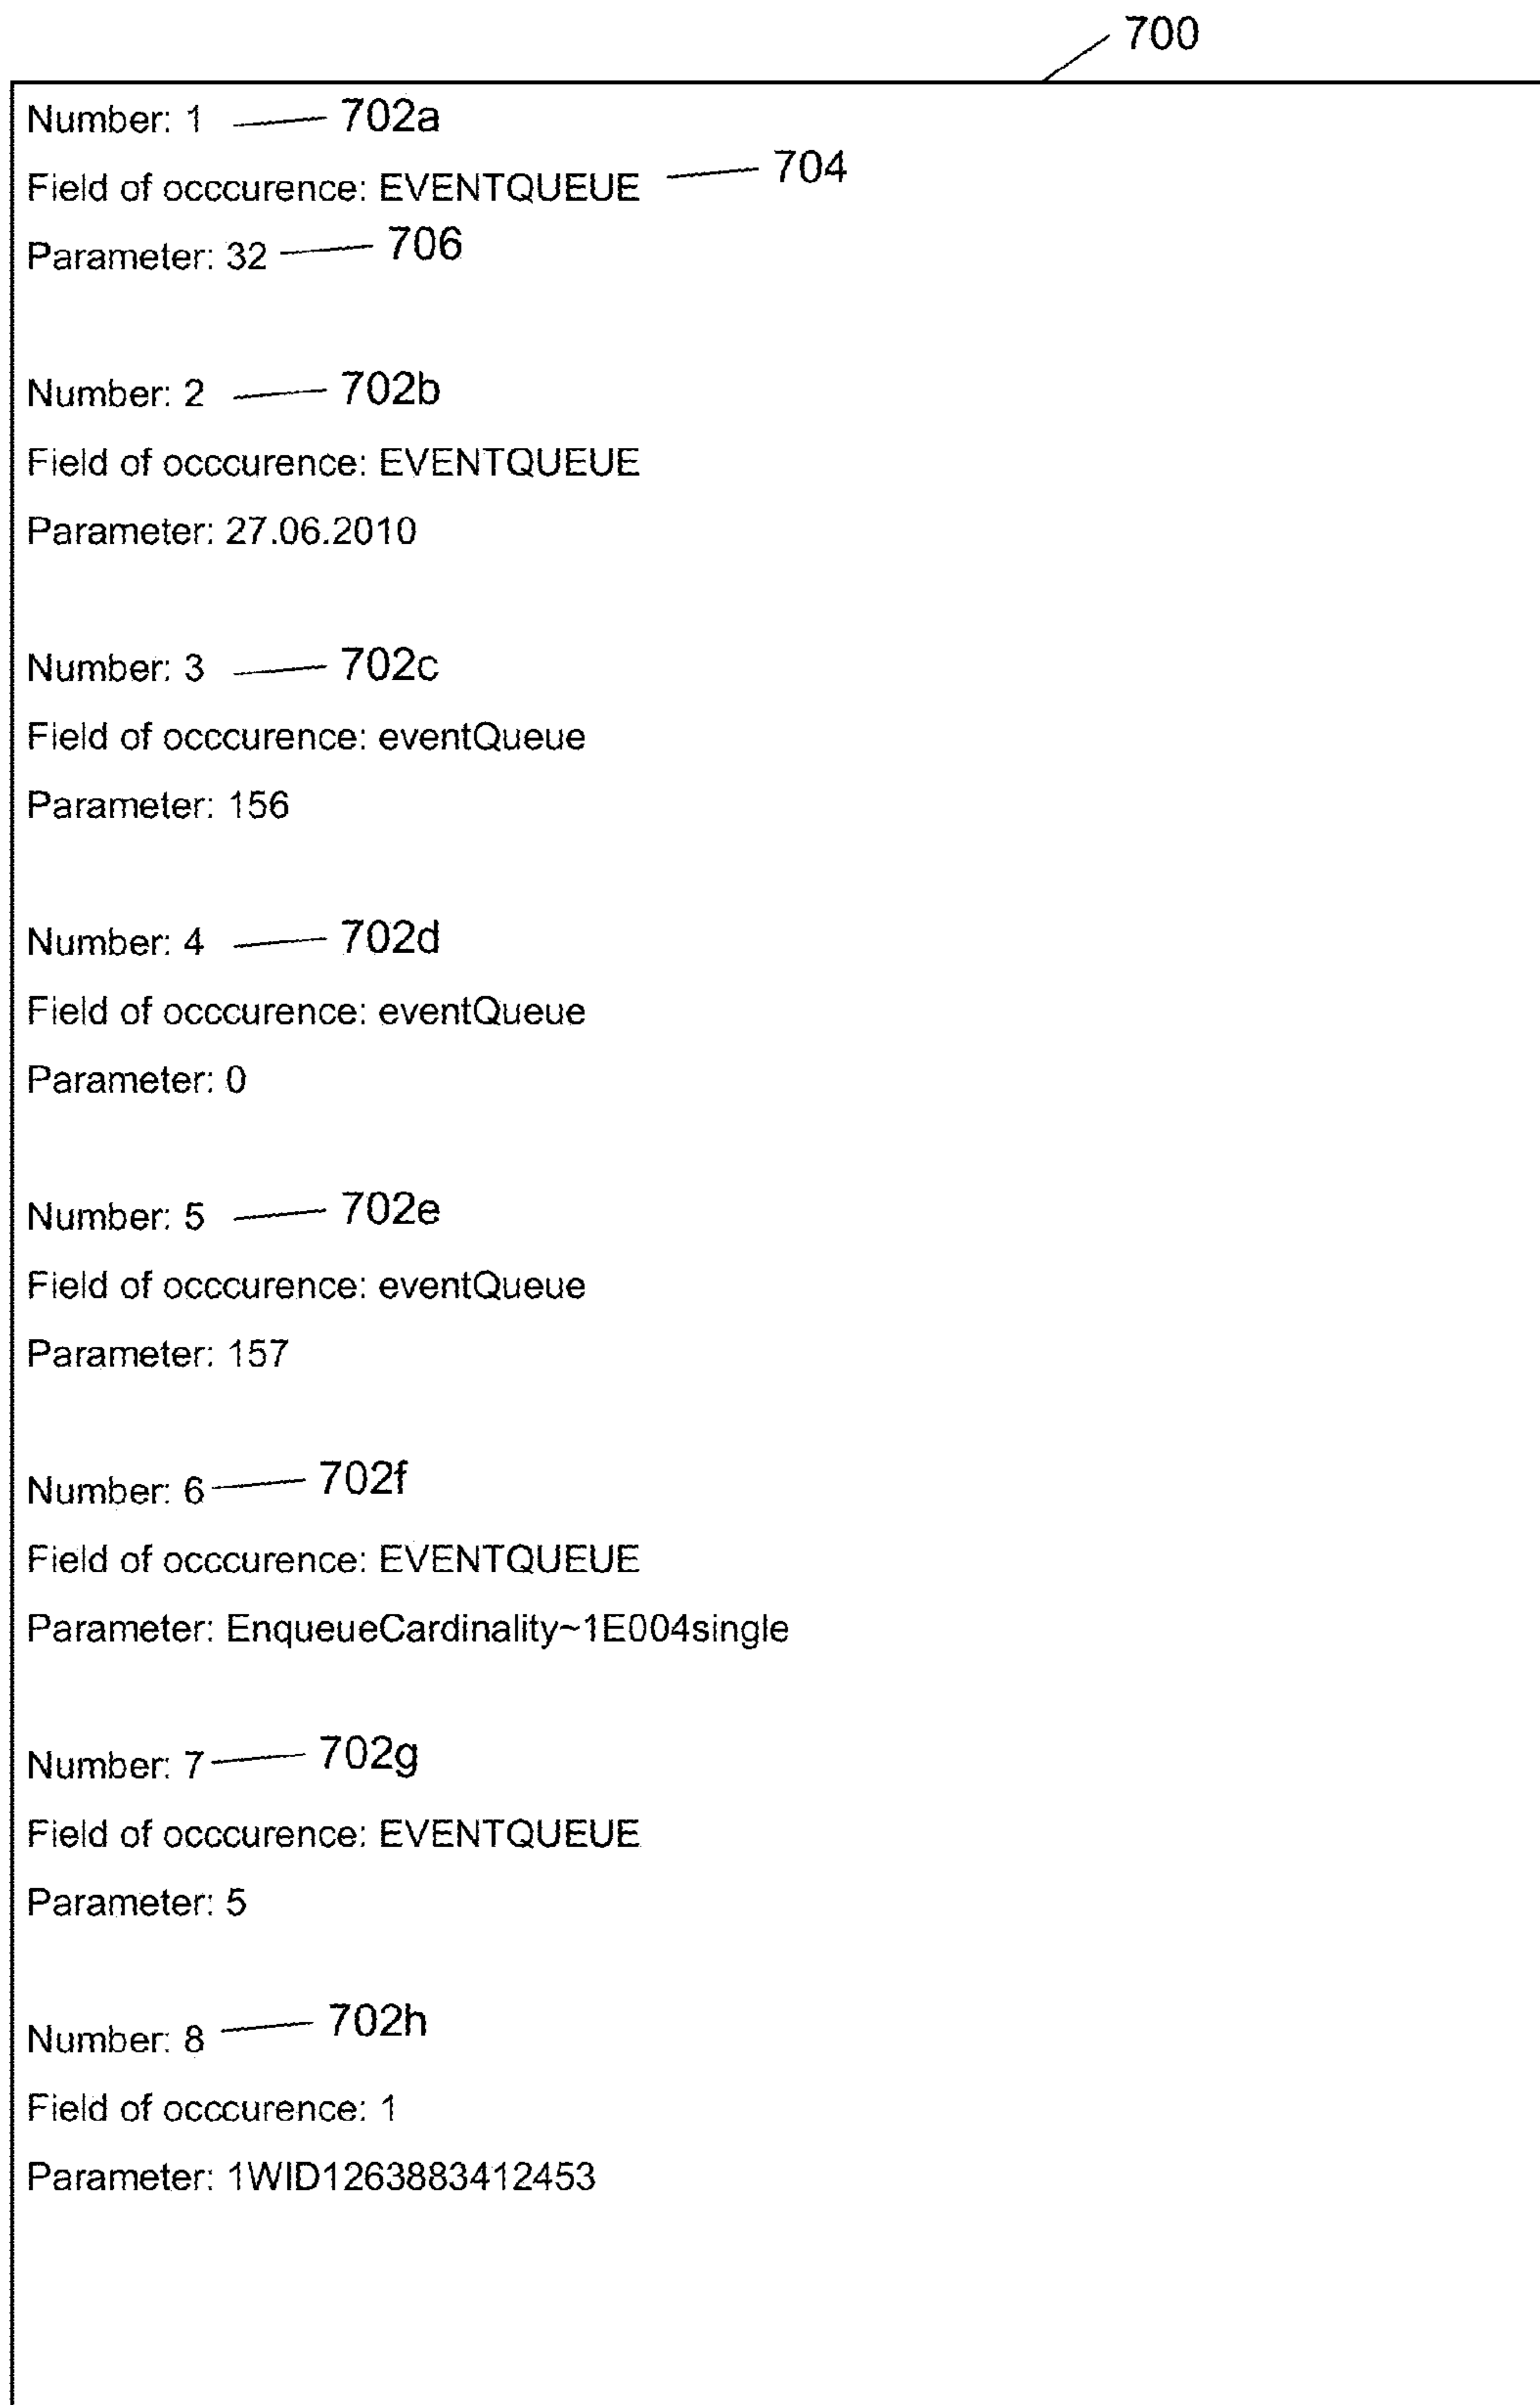 700
Number: 1 702a
Field of occcurence: EVENTQUEUE 704
Parameter: 32 706
Number: 2 702b
Field of occcurence: EVENTQUEUE
Parameter: 27.06.2010
Number: 3 702c
Field of occcurence: eventQueue
Parameter: 156
Number: 4 702d
Field of occcurence: eventQueue
Parameter: 0
Number: 5 702e
Field of occcurence: eventQueue
Parameter: 157
Number: 6 702f
Field of occcurence: EVENTQUEUE
Parameter: EnqueueCardinality~1E004single
Number: 7 702g
Field of occcurence: EVENTQUEUE
Parameter: 5
Number: 8 702h
Field of occcurence: 1
Parameter: 1WID1263883412453